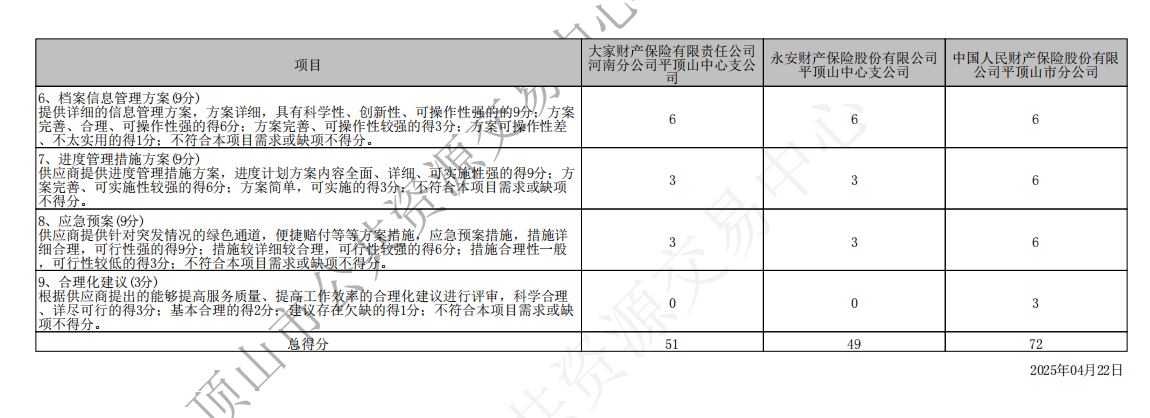 项目
大家财产保险有限责任公司
河南分公司平顶山中心支公
司
永安财产保险股份有限公司
平顶山中心支公司
中国人民财产保险股份有限
公司平顶山市分公司
6、档案信息管理方案(9分)
提供详细的信息管理方案，方案详细，具有科学性、创新性、可操作性强的的9分；方案
完善、合理、可操作性强的得6分；方案完善、可操作性较强的得3分；方案可操作性差
、不太实用的得1分；不符合本项目需求或缺项不得分。
6
6
6
7、进度管理措施方案(9分)
供应商提供进度管理措施方案，进度计划方案内容全面、详细、可实施性强的得9分；方
案完善、可实施性较强的得6分；方案简单，可实施的得3分；不符合本项目需求或缺项
不得分。
3
3
6
8、应急预案(9分)
供应商提供针对突发情况的绿色通道，便捷赔付等等方案措施，应急预案措施，措施详
细合理，可行性强的得9分；措施较详细较合理，可行性较强的得6分；措施合理性一般
，可行性较低的得3分；不符合本项目需求或缺项不得分。
3
3
6
9、合理化建议(3分)
根据供应商提出的能够提高服务质量、提高工作效率的合理化建议进行评审，科学合理
、详尽可行的得3分；基本合理的得2分；建议存在欠缺的得1分；不符合本项目需求或缺
项不得分。
0
0
3
总得分
51
49
72
2025年04月22日
顶山市公共资源交易中心
共资源交易中心